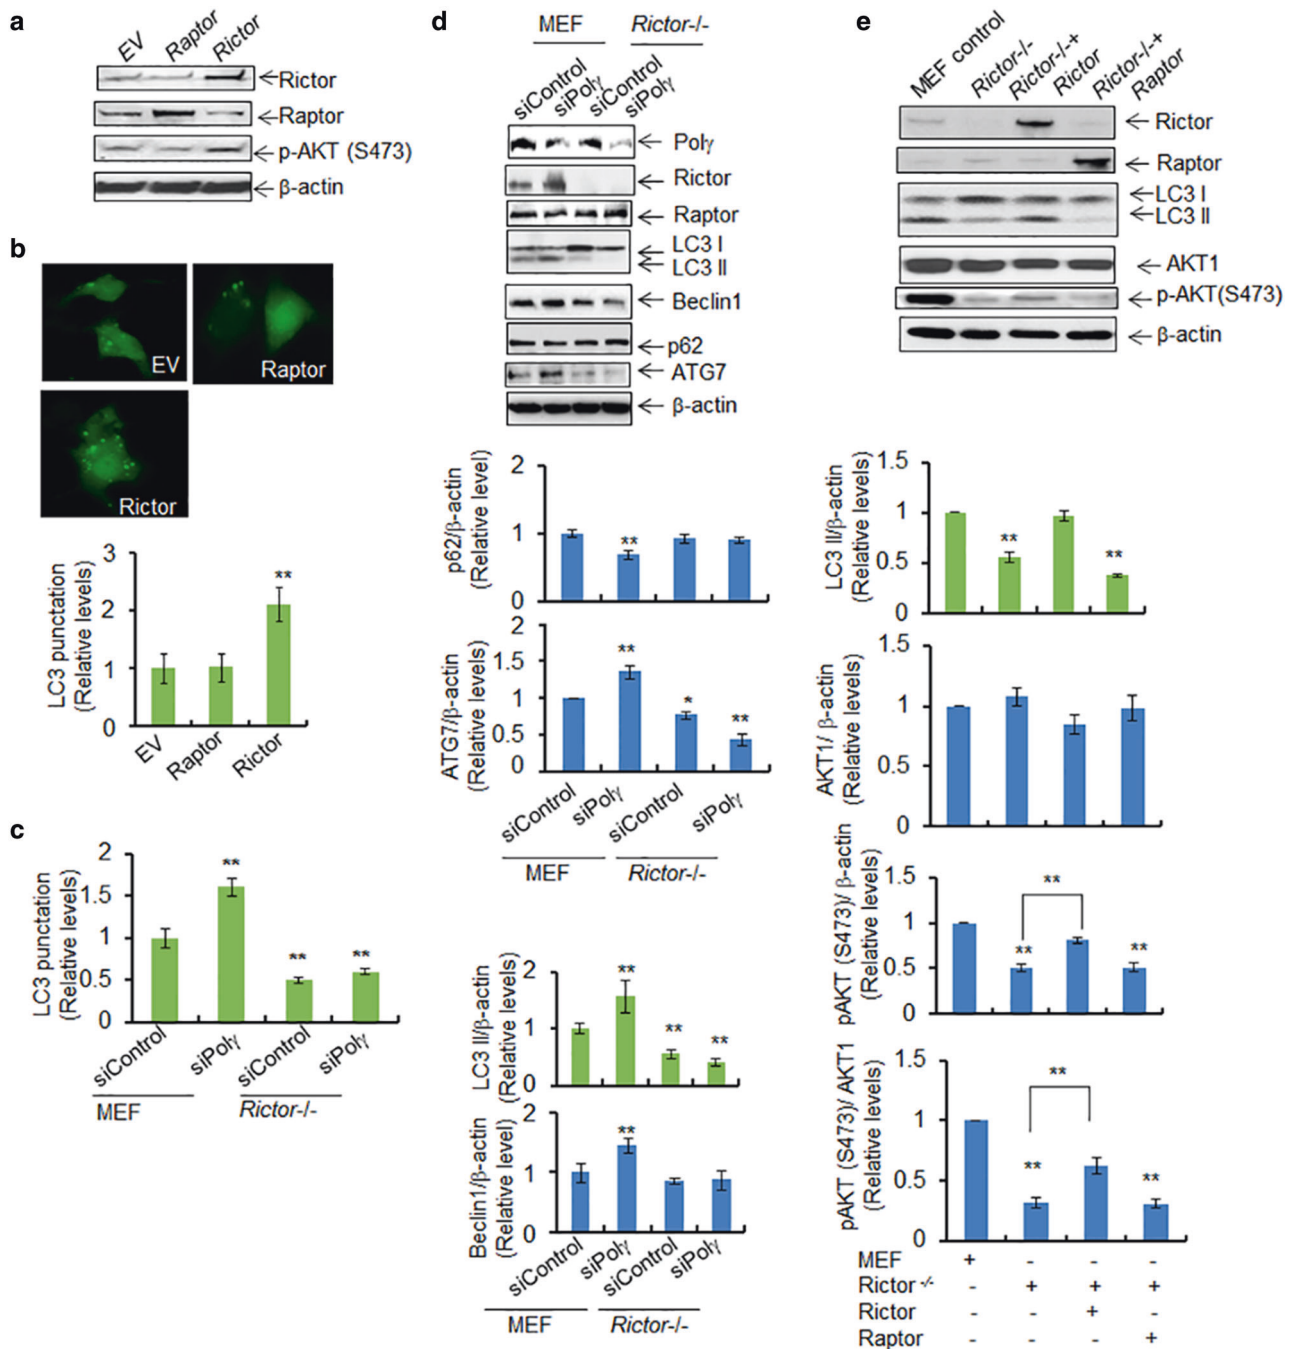 a
EV
Raptor
Rictor
←Rictor
←Raptor
←p-AKT (S473)
←β-actin
b
EV
Raptor
Rictor
LC3 punctation
(Relative levels)
3
2
1
0
**
EV
Raptor
Rictor
c
LC3 punctation
(Relative levels)
2
1.5
1
0.5
0
**
**
**
siControl
siPolγ
siControl
siPolγ
MEF
Rictor-/-
d
MEF
Rictor-/-
siControl
siPolγ
siControl
siPolγ
← Polγ
← Rictor
← Raptor
← LC3 I
← LC3 II
← Beclin1
← p62
← ATG7
← β-actin
p62/β-actin
(Relative level)
2
1
0
**
ATG7/β-actin
(Relative levels)
2
1.5
1
0.5
0
**
*
**
siControl
siPolγ
siControl
siPolγ
MEF
Rictor-/-
LC3 II/β-actin
(Relative levels)
2
1
0
**
**
**
Beclin1/β-actin
(Relative level)
2
1
0
**
siControl
siPolγ
siControl
siPolγ
MEF
Rictor-/-
e
MEF control
Rictor-/-
Rictor-/-+
Rictor
Rictor-/-+
Raptor
← Rictor
← Raptor
← LC3 I
← LC3 II
← AKT1
← p-AKT(S473)
← β-actin
LC3 II/β-actin
(Relative levels)
1.5
1
0.5
0
**
**
AKT1/ β-actin
(Relative levels)
1.5
1
0.5
0
pAKT (S473)/ β-actin
(Relative levels)
1.5
1
0.5
0
**
**
**
pAKT (S473)/ AKT1
(Relative levels)
1.5
1
0.5
0
**
**
**
MEF + - - -
Rictor -/- - + + +
Rictor - - + -
Raptor - - - +